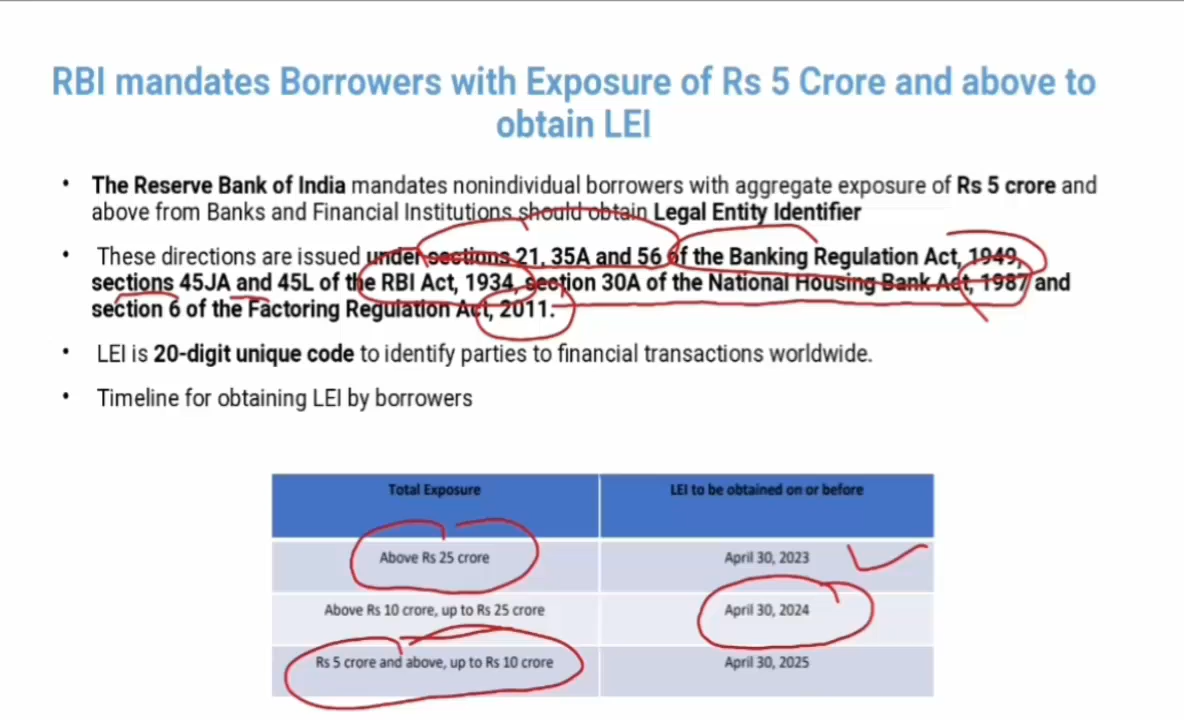 RBI mandates Borrowers with Exposure of Rs 5 Crore and above to
obtain LEI
• The Reserve Bank of India mandates nonindividual borrowers with aggregate exposure of Rs 5 crore and
above from Banks and Financial Institutions should obtain Legal Entity Identifier
• These directions are issued under sections 21, 35A and 56 of the Banking Regulation Act, 1949,
sections 45JA and 45L of the RBI Act, 1934, section 30A of the National Housing Bank Act, 1987 and
section 6 of the Factoring Regulation Act, 2011.
• LEI is 20-digit unique code to identify parties to financial transactions worldwide.
• Timeline for obtaining LEI by borrowers
Total Exposure LEI to be obtained on or before
Above Rs 25 crore April 30, 2023
Above Rs 10 crore, up to Rs 25 crore April 30, 2024
Rs 5 crore and above, up to Rs 10 crore April 30, 2025